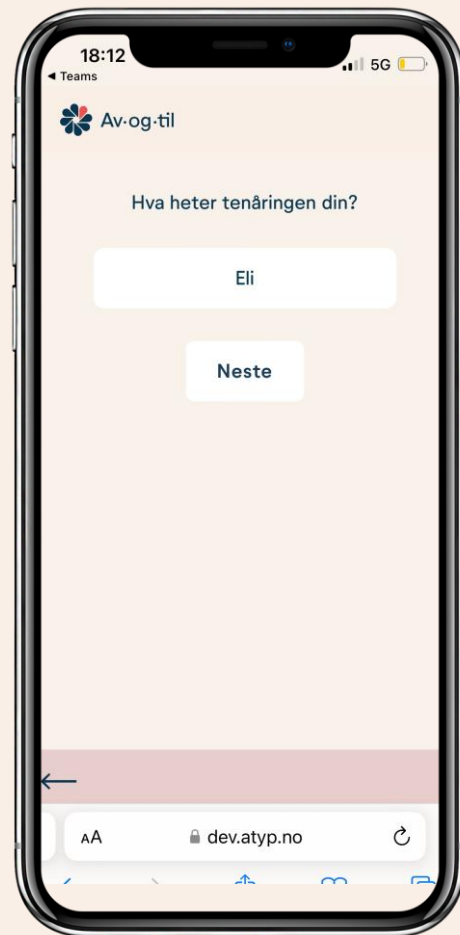 18:12
◀ Teams
5G
Av·og·til
Hva heter tenåringen din?
Eli
Neste
AA
dev.atyp.no